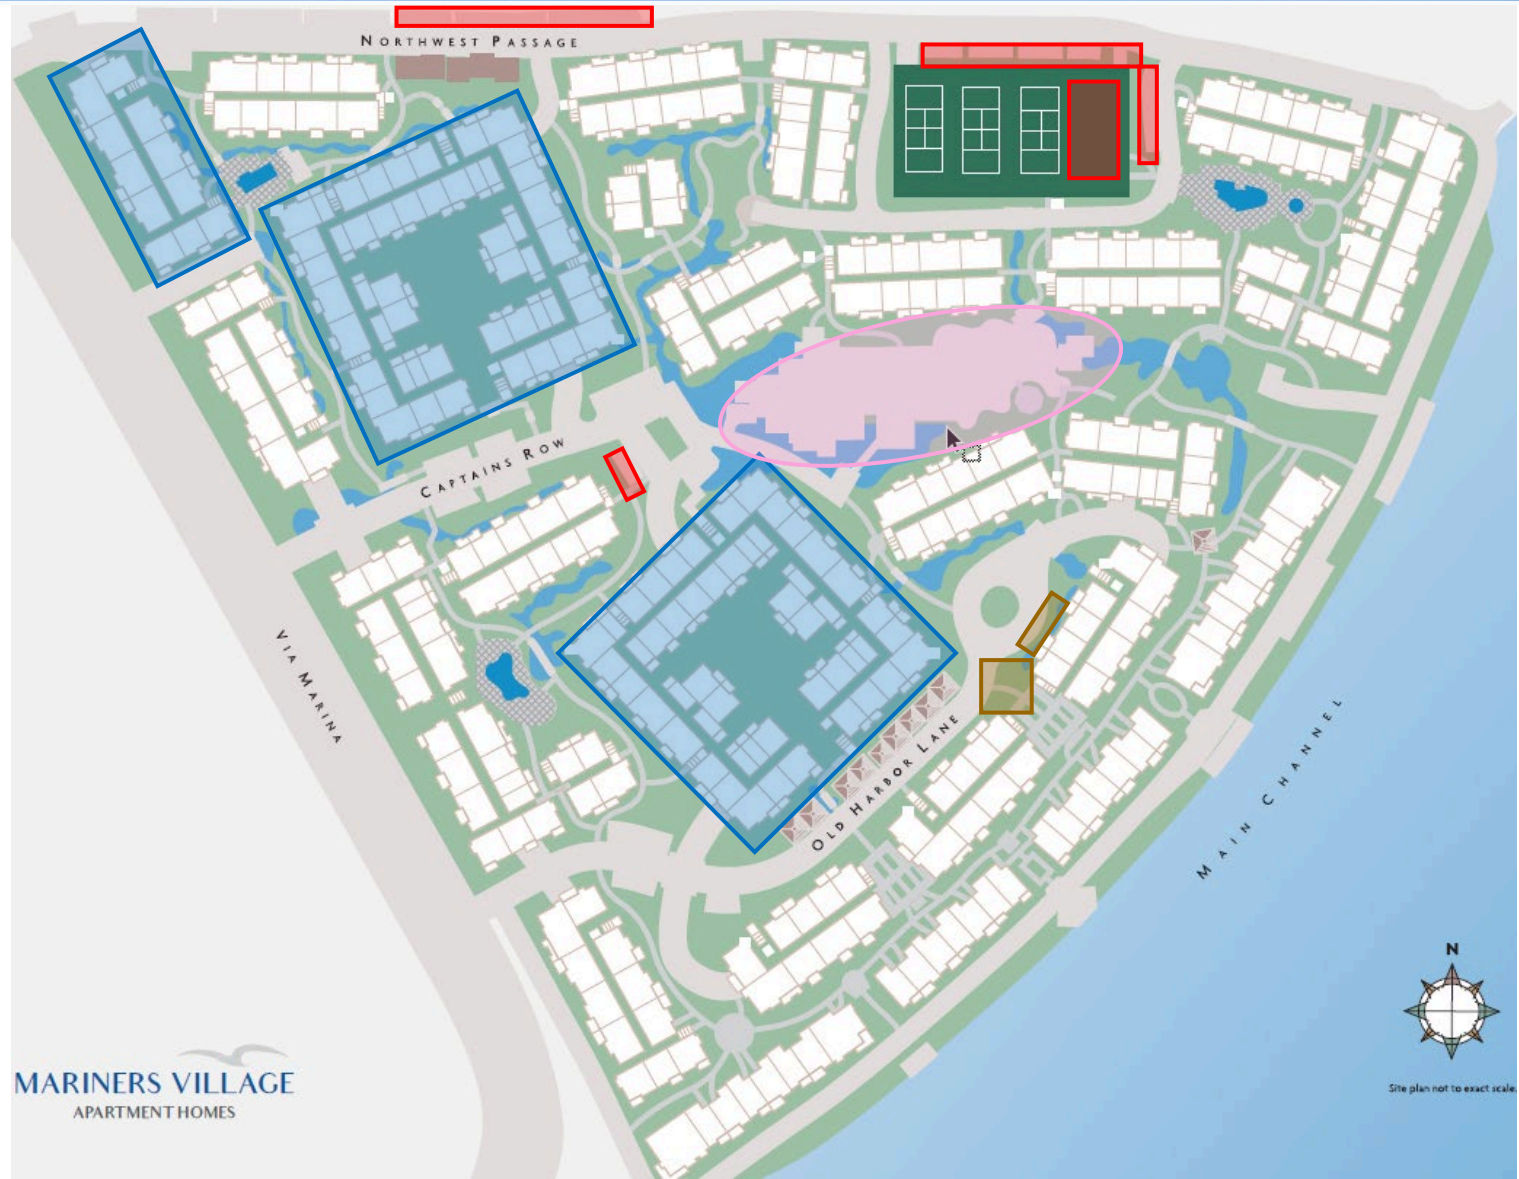 NORTHWEST PASSAGE
CAPTAINS ROW
VIA MARINA
OLD HARBOR LANE
MAIN CHANNEL
N
Site plan not to exact scale.
MARINERS VILLAGE
APARTMENT HOMES